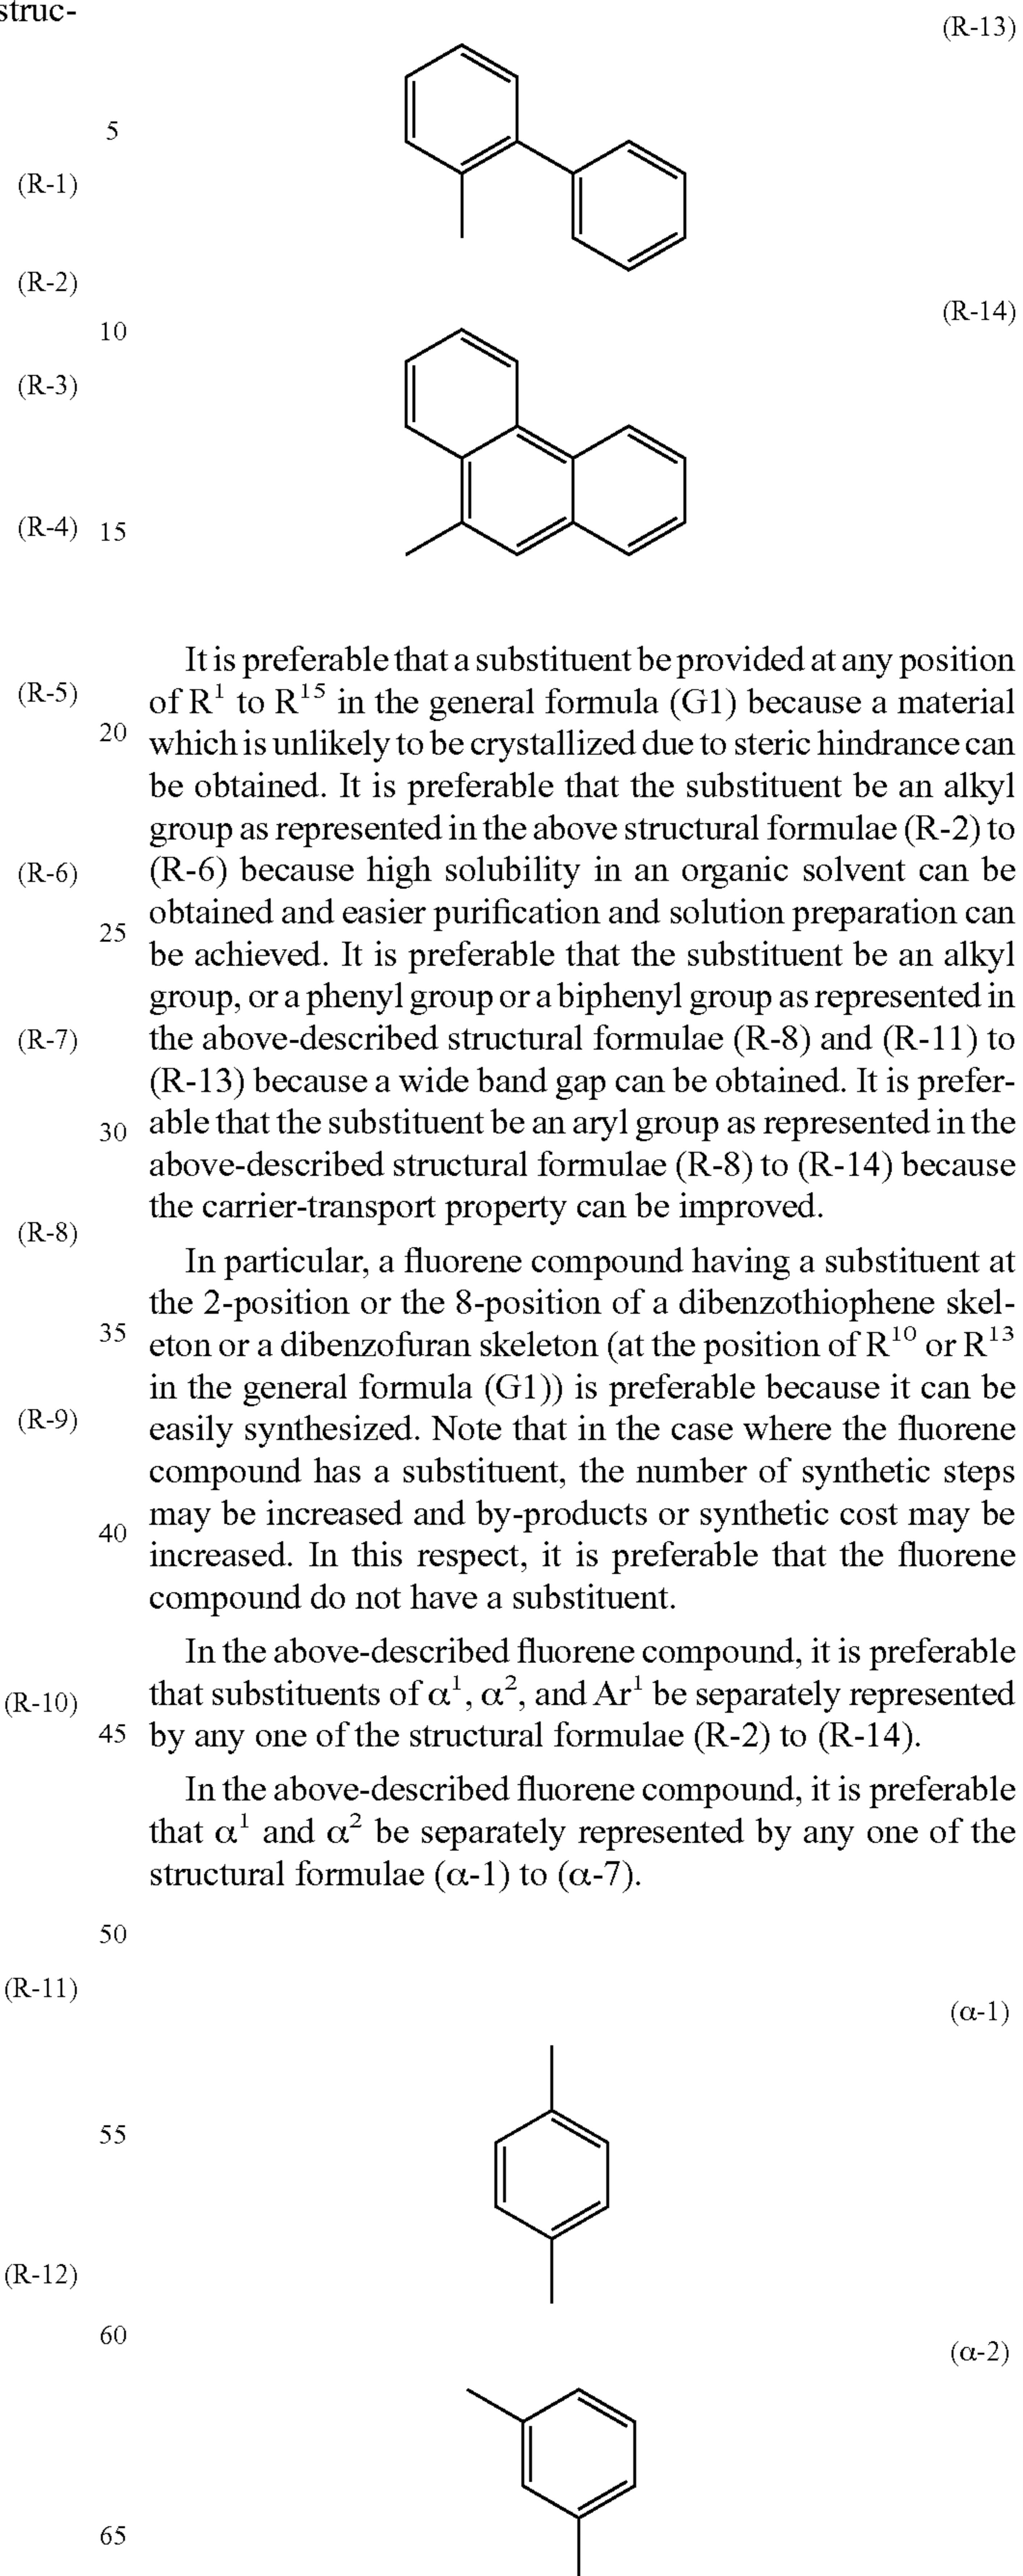 struc-
(R-1)
(R-2)
(R-3)
(R-4)
(R-5)
(R-6)
(R-7)
(R-8)
(R-9)
(R-10)
(R-11)
(R-12)
5
10
15
20
25
30
35
40
45
50
55
60
65
(R-13)
(R-14)
It is preferable that a substituent be provided at any position
of R¹ to R¹⁵ in the general formula (G1) because a material
which is unlikely to be crystallized due to steric hindrance can
be obtained. It is preferable that the substituent be an alkyl
group as represented in the above structural formulae (R-2) to
(R-6) because high solubility in an organic solvent can be
obtained and easier purification and solution preparation can
be achieved. It is preferable that the substituent be an alkyl
group, or a phenyl group or a biphenyl group as represented in
the above-described structural formulae (R-8) and (R-11) to
(R-13) because a wide band gap can be obtained. It is prefer-
able that the substituent be an aryl group as represented in the
above-described structural formulae (R-8) to (R-14) because
the carrier-transport property can be improved.
In particular, a fluorene compound having a substituent at
the 2-position or the 8-position of a dibenzothiophene skel-
eton or a dibenzofuran skeleton (at the position of R¹⁰ or R¹³
in the general formula (G1)) is preferable because it can be
easily synthesized. Note that in the case where the fluorene
compound has a substituent, the number of synthetic steps
may be increased and by-products or synthetic cost may be
increased. In this respect, it is preferable that the fluorene
compound do not have a substituent.
In the above-described fluorene compound, it is preferable
that substituents of α¹, α², and Ar¹ be separately represented
by any one of the structural formulae (R-2) to (R-14).
In the above-described fluorene compound, it is preferable
that α¹ and α² be separately represented by any one of the
structural formulae (α-1) to (α-7).
(α-1)
(α-2)